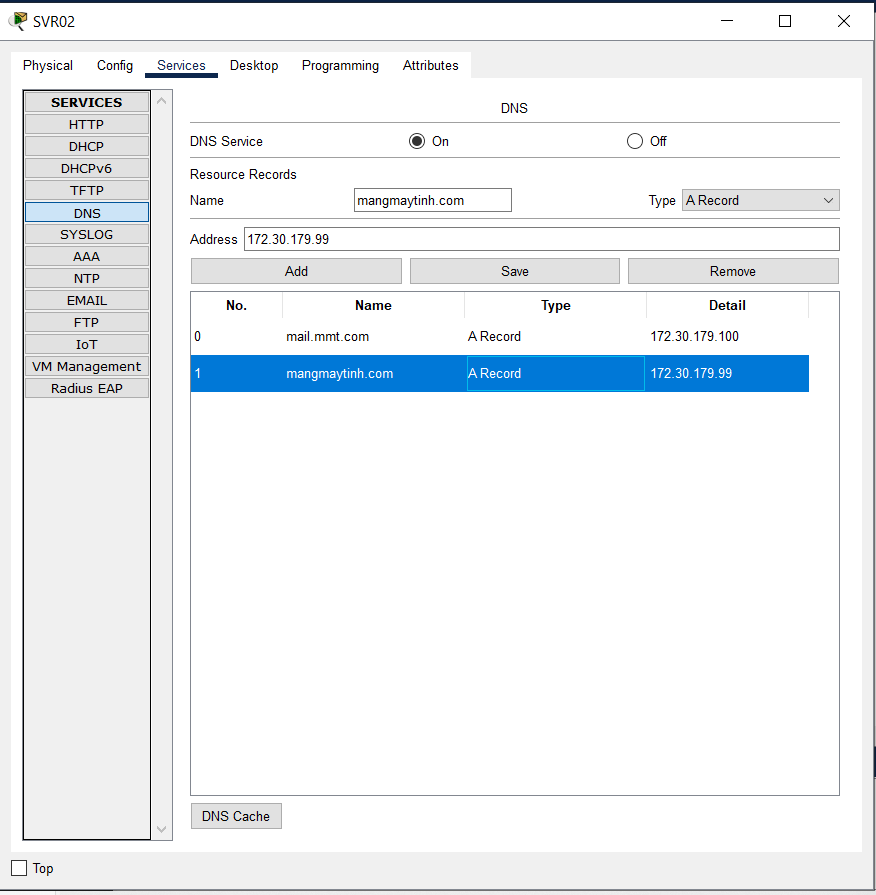 SVR02
Physical Config Services Desktop Programming Attributes
SERVICES
HTTP
DHCP
DHCPv6
TFTP
DNS
SYSLOG
AAA
NTP
EMAIL
FTP
IoT
VM Management
Radius EAP
DNS
DNS Service On Off
Resource Records
Name mangmaytinh.com Type A Record
Address 172.30.179.99
Add Save Remove
No. Name Type Detail
0 mail.mmt.com A Record 172.30.179.100
1 mangmaytinh.com A Record 172.30.179.99
DNS Cache
Top